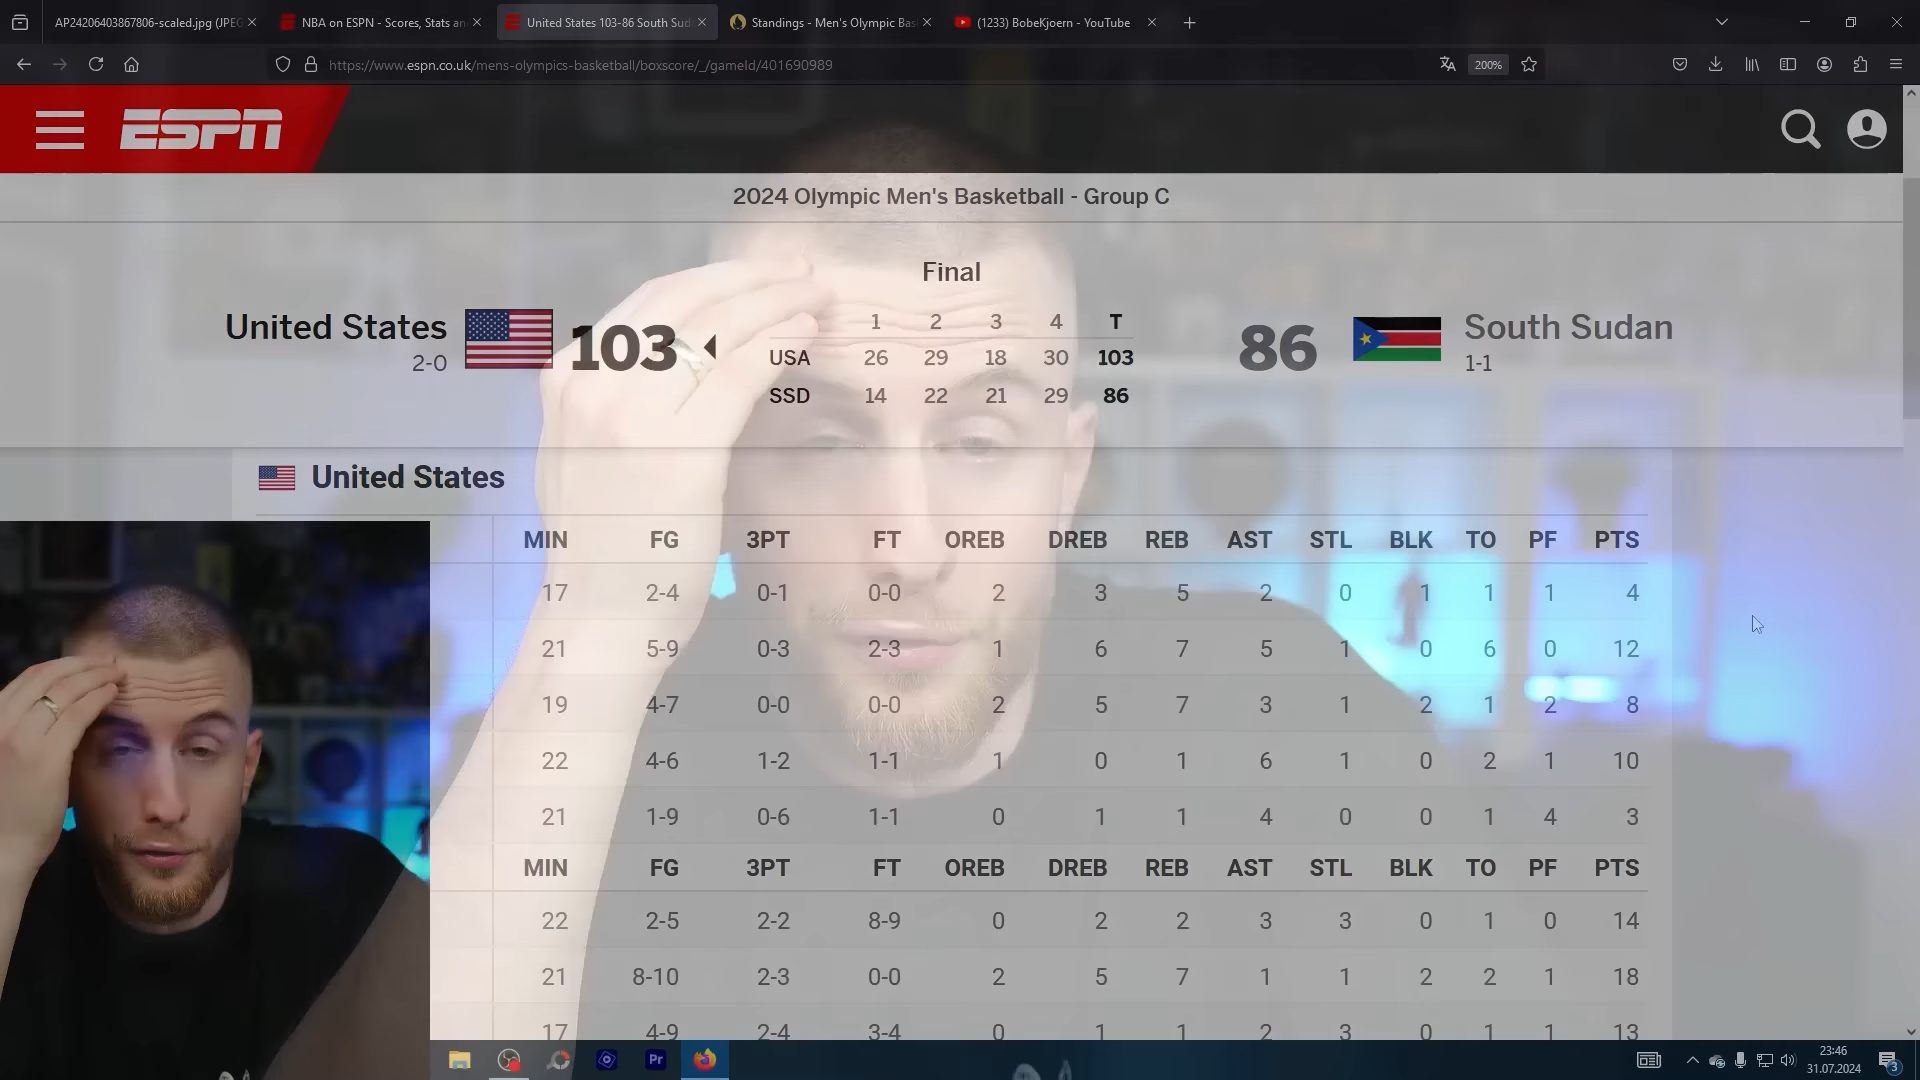 AP24206403867806-scaled.jpg (JPEG
NBA on ESPN - Scores, Stats an
United States 103-86 South Sud
Standings - Men's Olympic Bas
(1233) BobeKjoern - YouTube
https://www.espn.co.uk/mens-olympics-basketball/boxscore/_/gameId/401690989
200%
ESPN
2024 Olympic Men's Basketball - Group C
Final
United States
2-0
103
1 2 3 4 T
USA 26 29 18 30 103
SSD 14 22 21 29 86
86
South Sudan
1-1
United States
MIN FG 3PT FT OREB DREB REB AST STL BLK TO PF PTS
17 2-4 0-1 0-0 2 3 5 2 0 1 1 1 4
21 5-9 0-3 2-3 1 6 7 5 1 0 6 0 12
19 4-7 0-0 0-0 2 5 7 3 1 2 1 2 8
22 4-6 1-2 1-1 1 0 1 6 1 0 2 1 10
21 1-9 0-6 1-1 0 1 1 4 0 0 1 4 3
MIN FG 3PT FT OREB DREB REB AST STL BLK TO PF PTS
22 2-5 2-2 8-9 0 2 2 3 3 0 1 0 14
21 8-10 2-3 0-0 2 5 7 1 1 2 2 1 18
17 4-9 2-4 3-4 0 1 1 2 3 0 1 1 13
Pr
23:46
31.07.2024
3